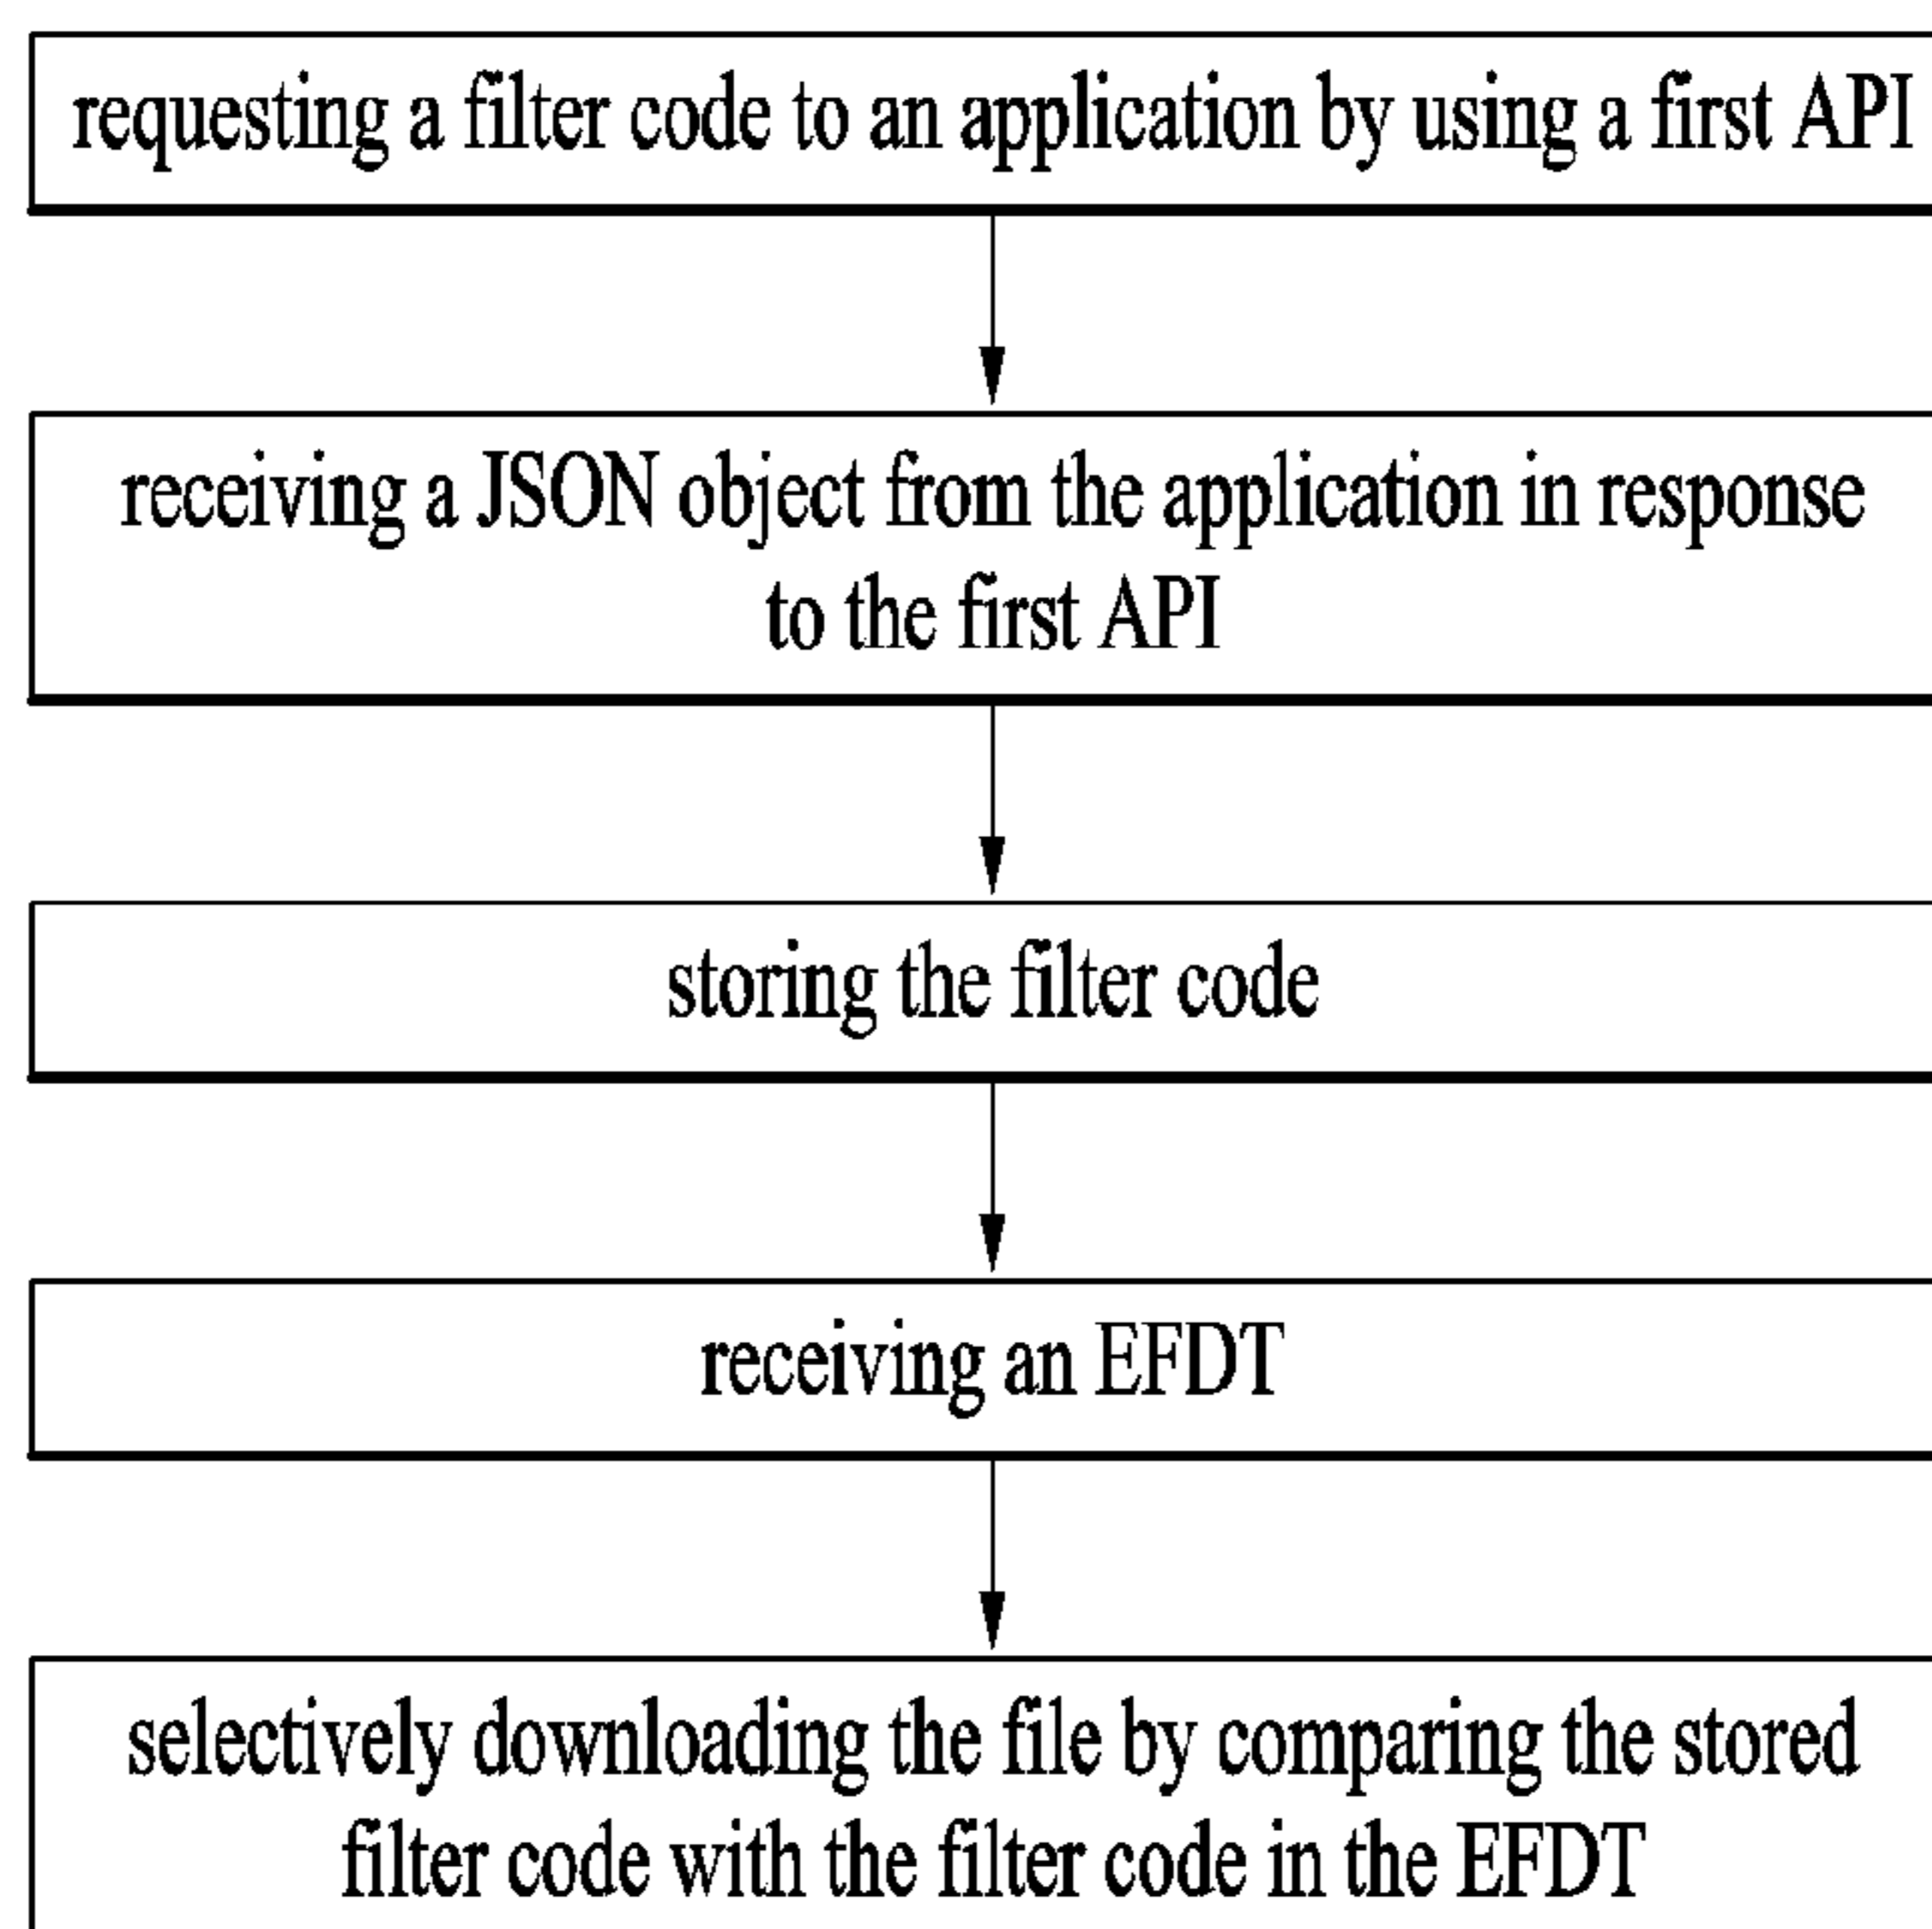 requesting a filter code to an application by using a first API
receiving a JSON object from the application in response
to the first API
storing the filter code
receiving an EFDT
selectively downloading the file by comparing the stored
filter code with the filter code in the EFDT